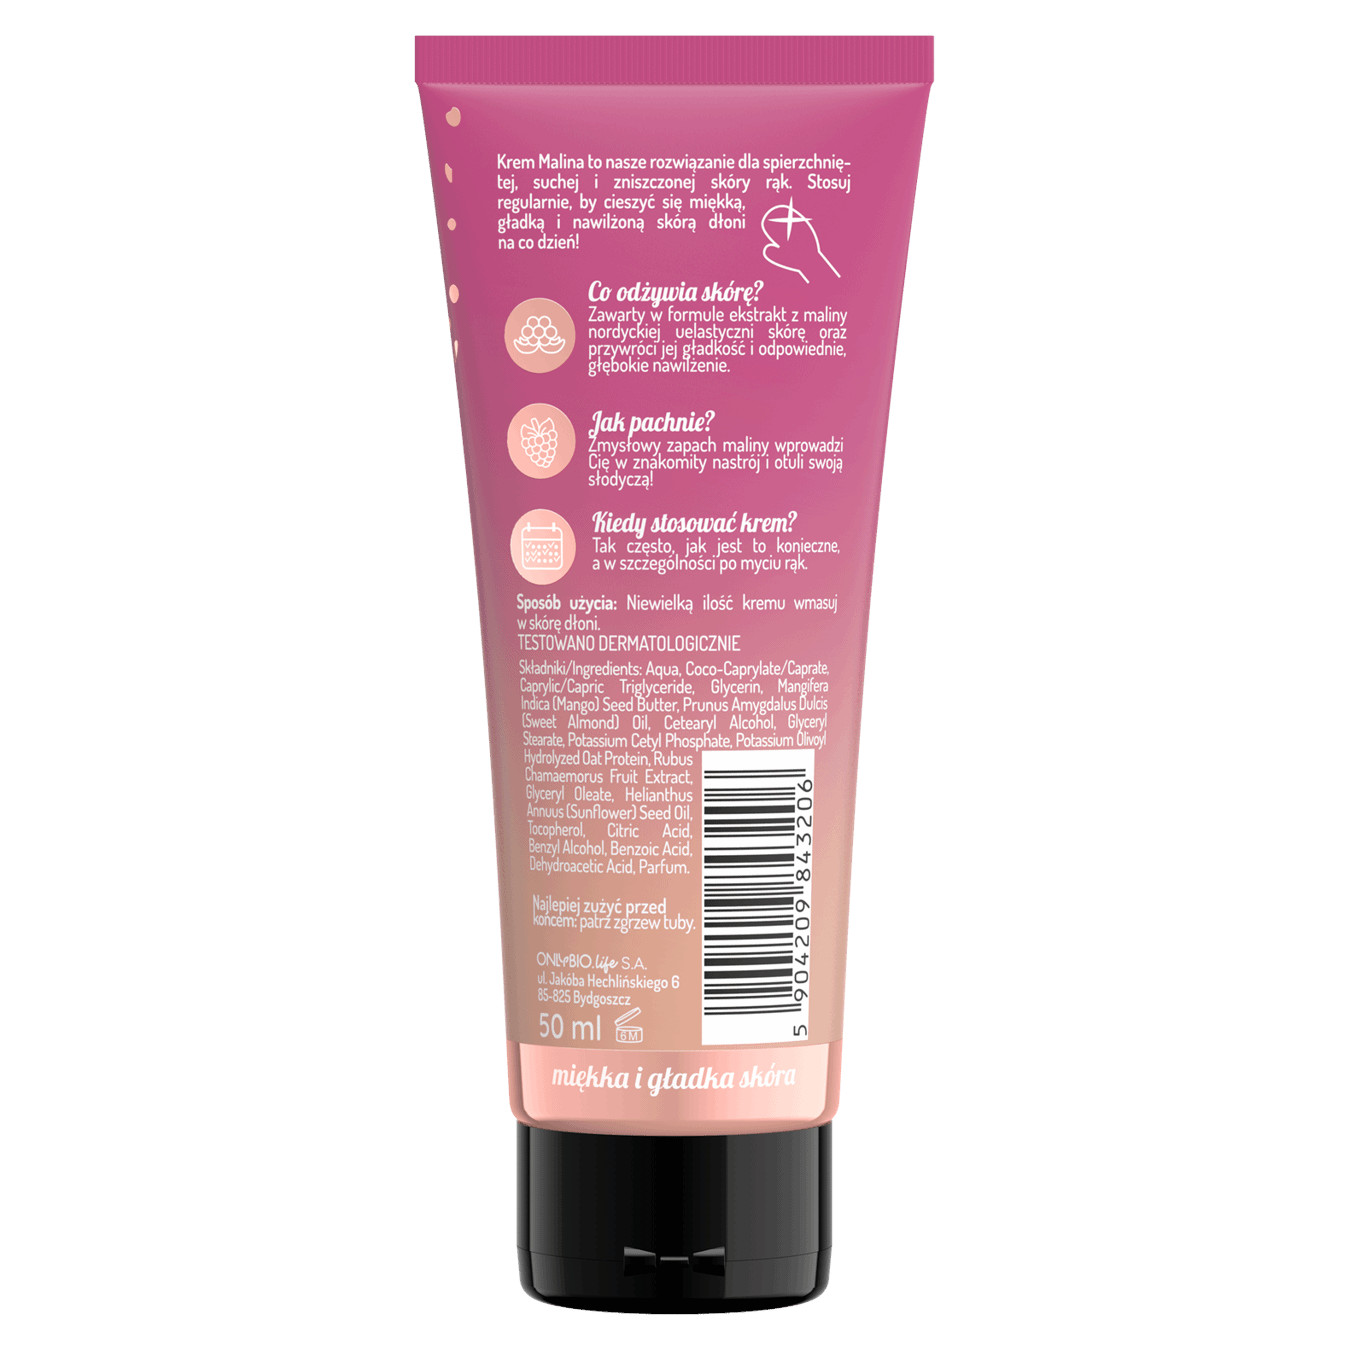 Krem Malina to nasze rozwiązanie dla spierzchnię-
tej, suchej i zniszczonej skóry rąk. Stosuj
regularnie, by cieszyć się miękką,
gładką i nawilżoną skórą dłoni
na co dzień!
Co odżywia skórę?
Zawarty w formule ekstrakt z maliny
nordyckiej uelastyczni skórę oraz
przywróci jej gładkość i odpowiednie,
głębokie nawilżenie.
Jak pachnie?
Zmysłowy zapach maliny wprowadzi
Cię w znakomity nastrój i otuli swoją
słodyczą!
Kiedy stosować krem?
Tak często, jak jest to konieczne,
a w szczególności po myciu rąk.
Sposób użycia: Niewielką ilość kremu wmasuj
w skórę dłoni.
TESTOWANO DERMATOLOGICZNIE
Składniki/Ingredients: Aqua, Coco-Caprylate/Caprate,
Caprylic/Capric Triglyceride, Glycerin, Mangifera
Indica (Mango) Seed Butter, Prunus Amygdalus Dulcis
(Sweet Almond) Oil, Cetearyl Alcohol, Glyceryl
Stearate, Potassium Cetyl Phosphate, Potassium Olivoyl
Hydrolyzed Oat Protein, Rubus
Chamaemorus Fruit Extract,
Glyceryl Oleate, Helianthus
Annuus (Sunflower) Seed Oil,
Tocopherol, Citric Acid,
Benzyl Alcohol, Benzoic Acid,
Dehydroacetic Acid, Parfum.
5 904209 843206
Najlepiej zużyć przed
końcem: patrz zgrzew tuby.
ONLYBIO.life S.A.
ul. Jakóba Hechlińskiego 6
85-825 Bydgoszcz
50 ml
6M
miękka i gładka skóra